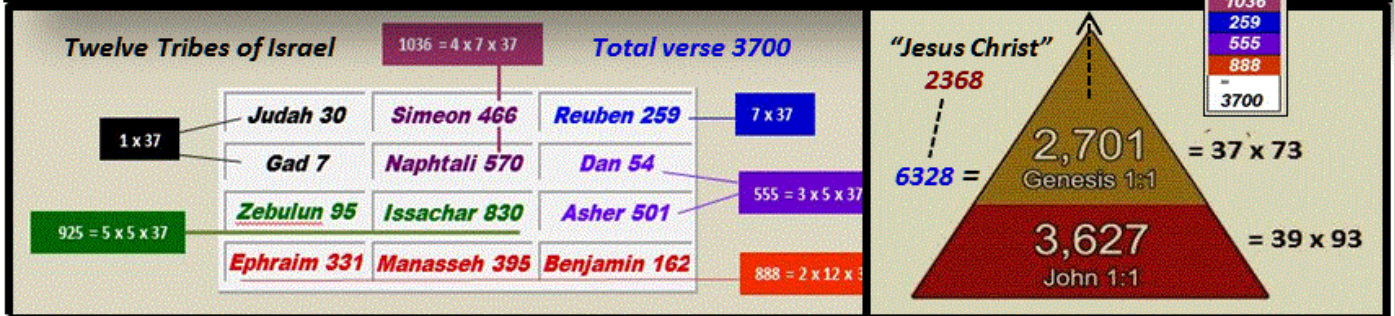 Twelve Tribes of Israel
1036 = 4 x 7 x 37
Total verse 3700
1 x 37
Judah 30
Simeon 466
Reuben 259
7 x 37
Gad 7
Naphtali 570
Dan 54
555 = 3 x 5 x 37
Zebulun 95
Issachar 830
Asher 501
925 = 5 x 5 x 37
Ephraim 331
Manasseh 395
Benjamin 162
888 = 2 x 12 x
"Jesus Christ"
2368
6328 =
1036
259
555
888
=
3700
2,701
Genesis 1:1
= 37 x 73
3,627
John 1:1
= 39 x 93